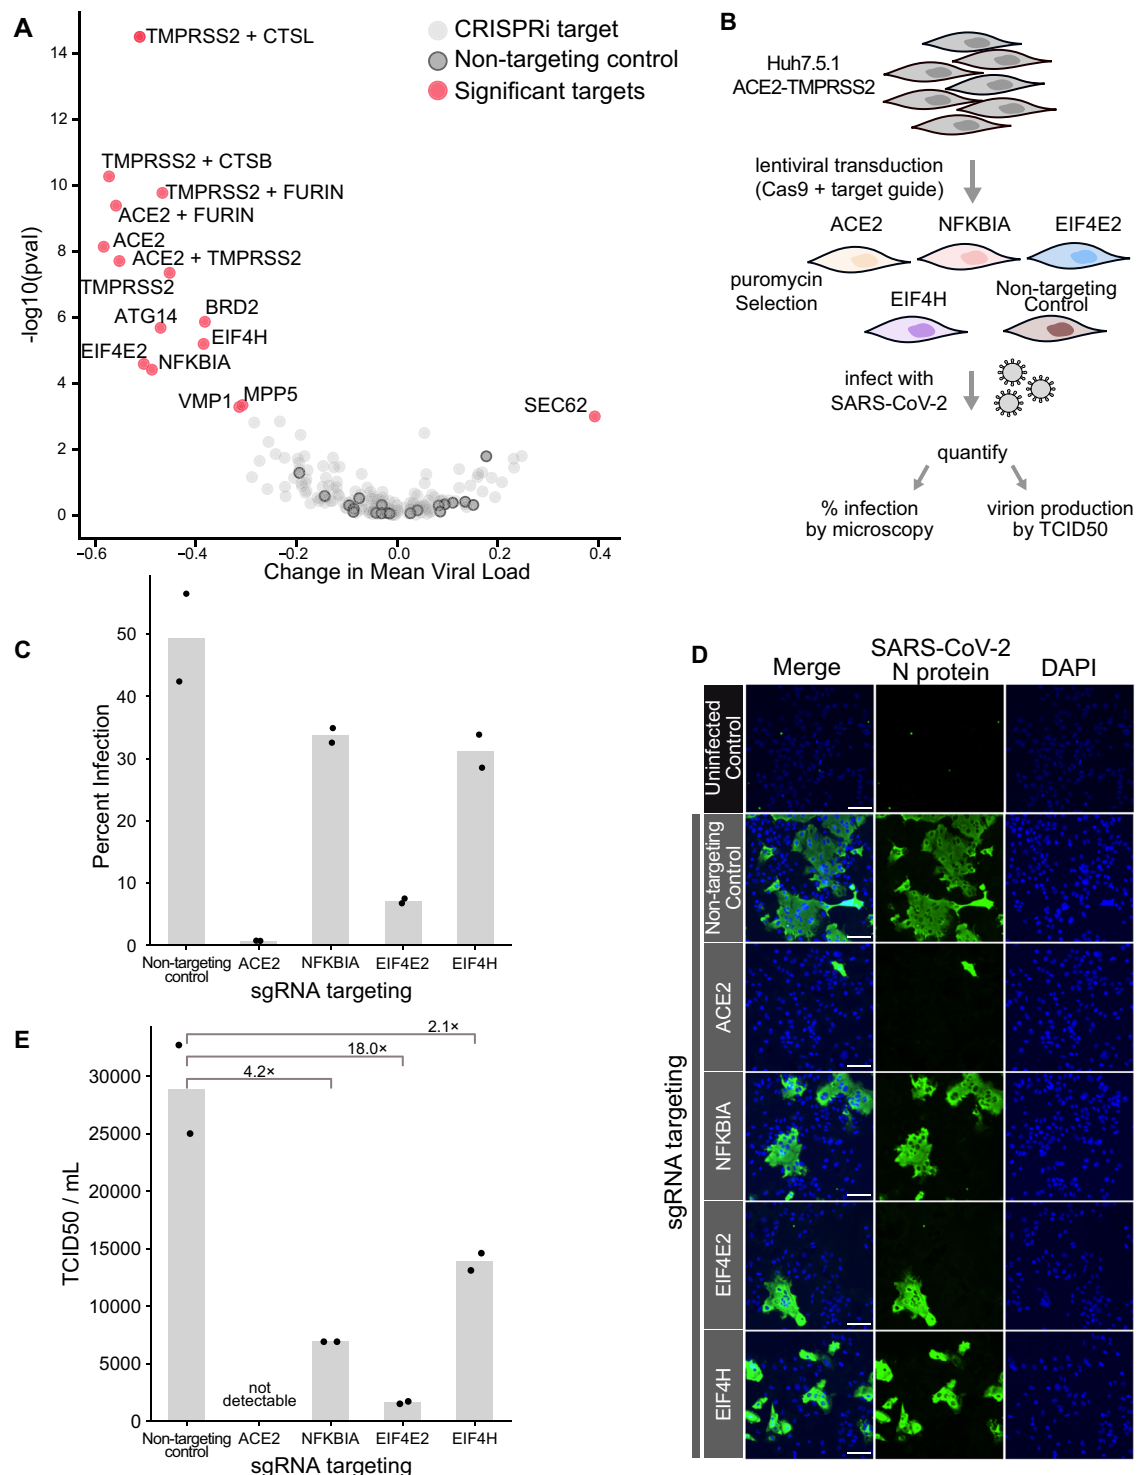 A
TMPRSS2 + CTSL
CRISPRi target
Non-targeting control
Significant targets
14
12
10
8
6
4
2
0
-log10(pval)
TMPRSS2 + CTSB
TMPRSS2 + FURIN
ACE2 + FURIN
ACE2
ACE2 + TMPRSS2
TMPRSS2
ATG14
BRD2
EIF4H
EIF4E2
NFKBIA
VMP1
MPP5
SEC62
−0.6
−0.4
−0.2
0.0
0.2
0.4
Change in Mean Viral Load
B
Huh7.5.1
ACE2-TMPRSS2
lentiviral transduction
(Cas9 + target guide)
ACE2
NFKBIA
EIF4E2
puromycin
Selection
EIF4H
Non-targeting
Control
infect with
SARS-CoV-2
quantify
% infection
by microscopy
virion production
by TCID50
C
50
40
30
20
10
0
Percent Infection
Non-targeting
control
ACE2
NFKBIA
EIF4E2
EIF4H
sgRNA targeting
D
Merge
SARS-CoV-2
N protein
DAPI
Uninfected
Control
Non-targeting
Control
ACE2
NFKBIA
EIF4E2
EIF4H
sgRNA targeting
E
2.1×
18.0×
4.2×
30000
25000
20000
15000
10000
5000
0
TCID50 / mL
not
detectable
Non-targeting
control
ACE2
NFKBIA
EIF4E2
EIF4H
sgRNA targeting